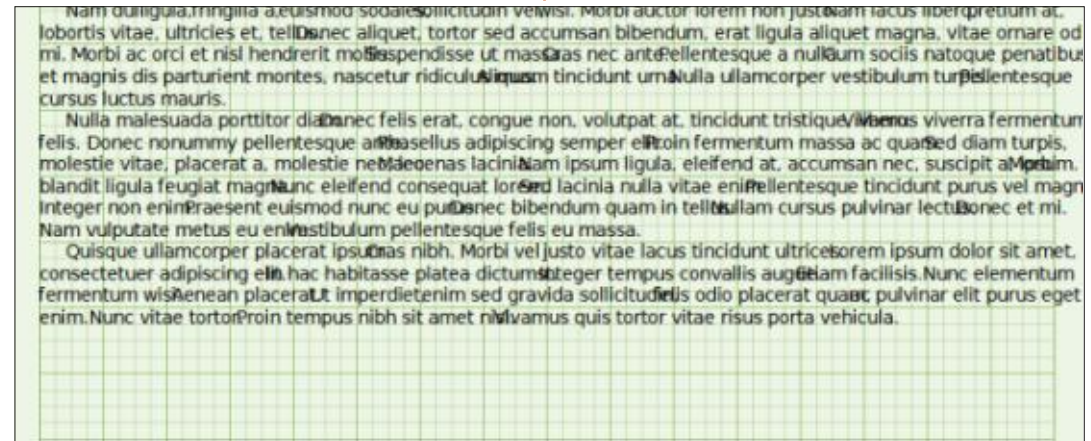 Nam dui ligula, fringilla a, euismod sodales, sollicitudin vel, wisi. Morbi auctor lorem non justo. Nam lacus libero, pretium at,
lobortis vitae, ultricies et, tellus. Donec aliquet, tortor sed accumsan bibendum, erat ligula aliquet magna, vitae ornare od
mi. Morbi ac orci et nisl hendrerit mollis. Suspendisse ut massa. Cras nec ante. Pellentesque a nulla. Cum sociis natoque penatibus
et magnis dis parturient montes, nascetur ridiculus mus. Aliquam tincidunt urna. Nulla ullamcorper vestibulum turpis. Pellentesque
cursus luctus mauris.
Nulla malesuada porttitor diam. Donec felis erat, congue non, volutpat at, tincidunt tristique, libero. Vivamus viverra fermentum
felis. Donec nonummy pellentesque ante. Phasellus adipiscing semper elit. Proin fermentum massa ac quam. Sed diam turpis,
molestie vitae, placerat a, molestie nec, leo. Maecenas lacinia. Nam ipsum ligula, eleifend at, accumsan nec, suscipit a, ipsum. Morbi
blandit ligula feugiat magna. Nunc eleifend consequat lorem. Sed lacinia nulla vitae enim. Pellentesque tincidunt purus vel magn
Integer non enim. Praesent euismod nunc eu purus. Donec bibendum quam in tellus. Nullam cursus pulvinar lectus. Donec et mi.
Nam vulputate metus eu enim. Vestibulum pellentesque felis eu massa.
Quisque ullamcorper placerat ipsum. Cras nibh. Morbi vel justo vitae lacus tincidunt ultrices. Lorem ipsum dolor sit amet,
consectetuer adipiscing elit. In hac habitasse platea dictumst. Integer tempus convallis augue. Etiam facilisis. Nunc elementum
fermentum wisi. Aenean placerat. Ut imperdiet, enim sed gravida sollicitudin, felis odio placerat quam, ac pulvinar elit purus eget
enim. Nunc vitae tortor. Proin tempus nibh sit amet nisl. Vivamus quis tortor vitae risus porta vehicula.